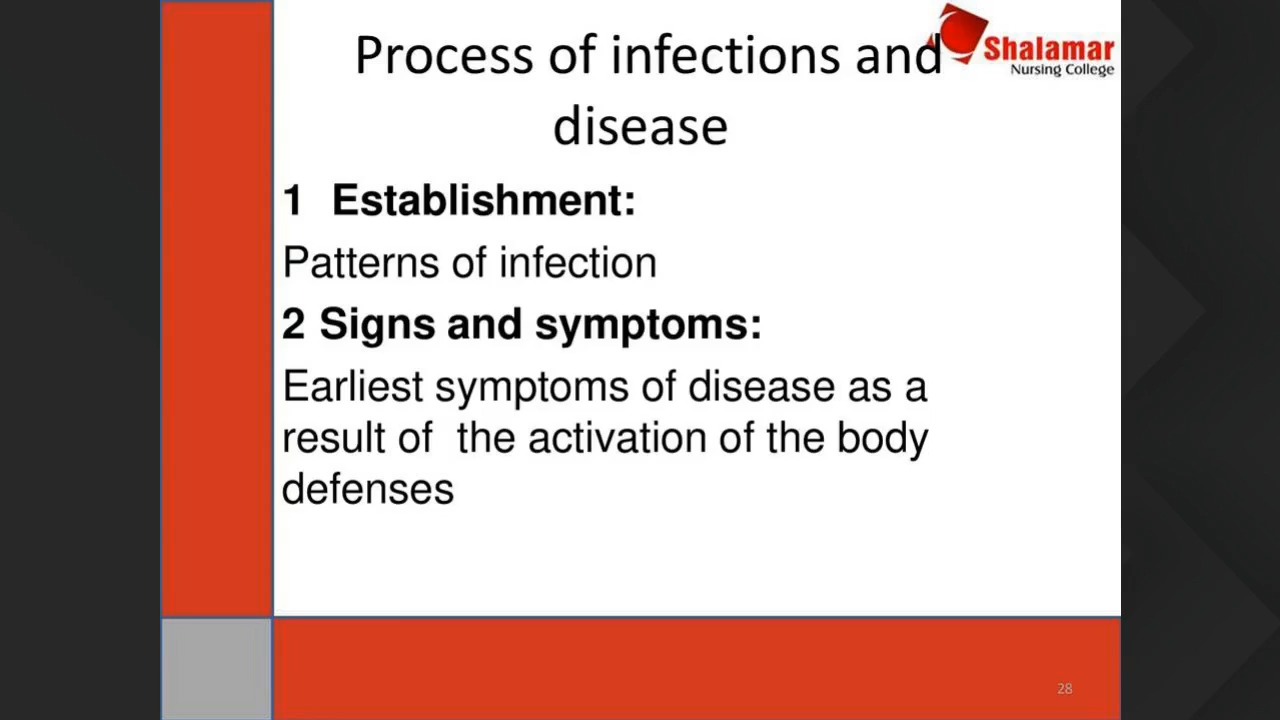 Process of infections and
disease
Shalamar
Nursing College
1 Establishment:
Patterns of infection
2 Signs and symptoms:
Earliest symptoms of disease as a
result of the activation of the body
defenses
28